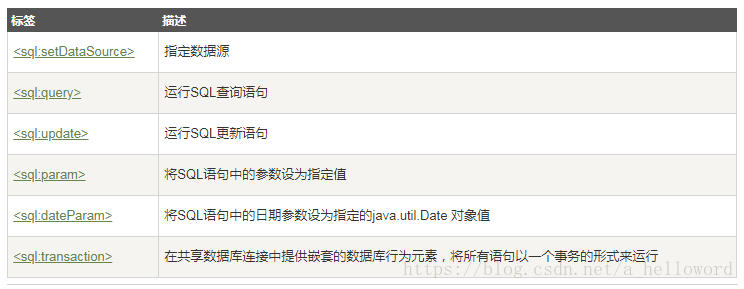 标签 描述
<sql:setDataSource> 指定数据源
<sql:query> 运行SQL查询语句
<sql:update> 运行SQL更新语句
<sql:param> 将SQL语句中的参数设为指定值
<sql:dateParam> 将SQL语句中的日期参数设为指定的java.util.Date 对象值
<sql:transaction> 在共享数据库连接中提供嵌套的数据库行为元素，将所有语句以一个事务的形式来运行
https://blog.csdn.net/a_helloword